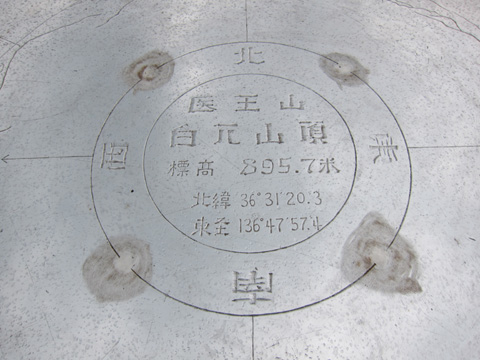 北
医王山
白兀山頂
標高 895.7米
北緯 36°31′20.3
東圣 136°47′57.4
東
西
南